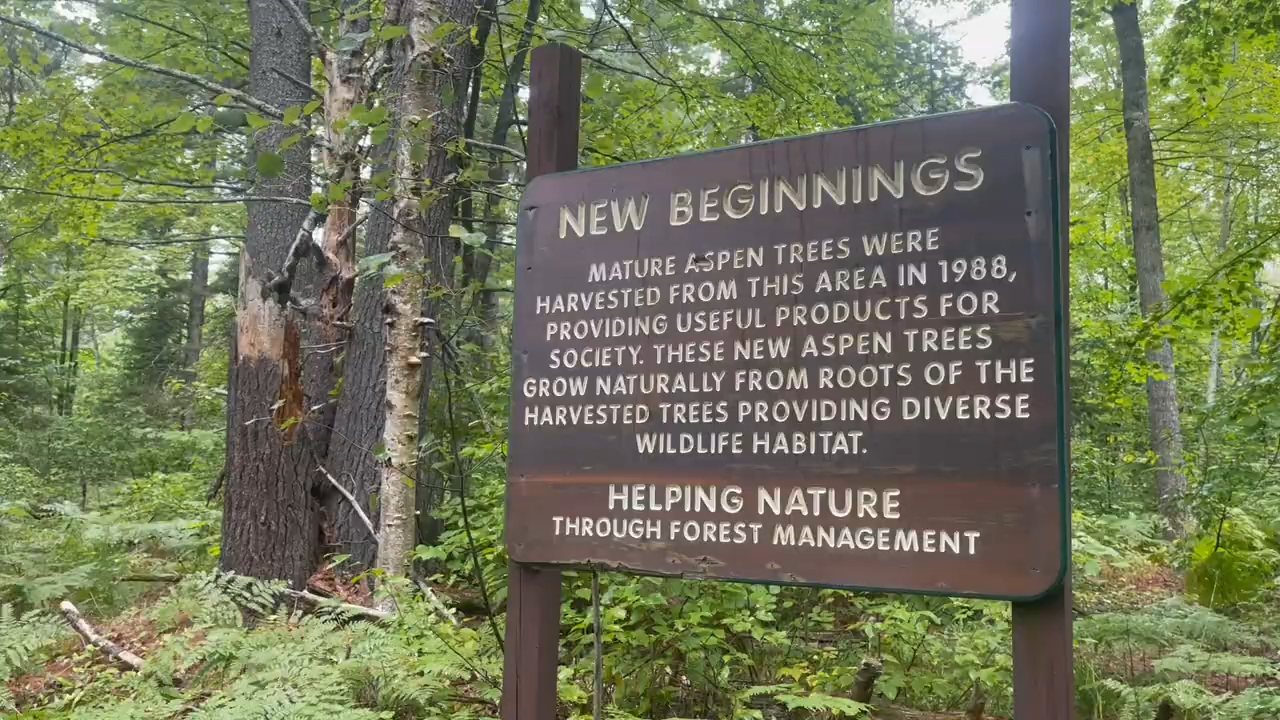 NEW BEGINNINGS
MATURE ASPEN TREES WERE
HARVESTED FROM THIS AREA IN 1988,
PROVIDING USEFUL PRODUCTS FOR
SOCIETY. THESE NEW ASPEN TREES
GROW NATURALLY FROM ROOTS OF THE
HARVESTED TREES PROVIDING DIVERSE
WILDLIFE HABITAT.
HELPING NATURE
THROUGH FOREST MANAGEMENT